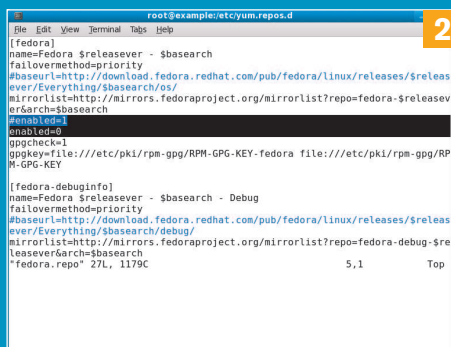 root@example:/etc/yum.repos.d
2
File Edit View Terminal Tabs Help
[fedora]
name=Fedora $releasever - $basearch
failovermethod=priority
#baseurl=http://download.fedora.redhat.com/pub/fedora/linux/releases/$releas
ever/Everything/$basearch/os/
mirrorlist=http://mirrors.fedoraproject.org/mirrorlist?repo=fedora-$releasev
er&arch=$basearch
#enabled=1
enabled=0
gpgcheck=1
gpgkey=file:///etc/pki/rpm-gpg/RPM-GPG-KEY-fedora file:///etc/pki/rpm-gpg/RP
M-GPG-KEY
[fedora-debuginfo]
name=Fedora $releasever - $basearch - Debug
failovermethod=priority
#baseurl=http://download.fedora.redhat.com/pub/fedora/linux/releases/$releas
ever/Everything/$basearch/debug/
mirrorlist=http://mirrors.fedoraproject.org/mirrorlist?repo=fedora-debug-$re
leasever&arch=$basearch
"fedora.repo" 27L, 1179C 5,1 Top